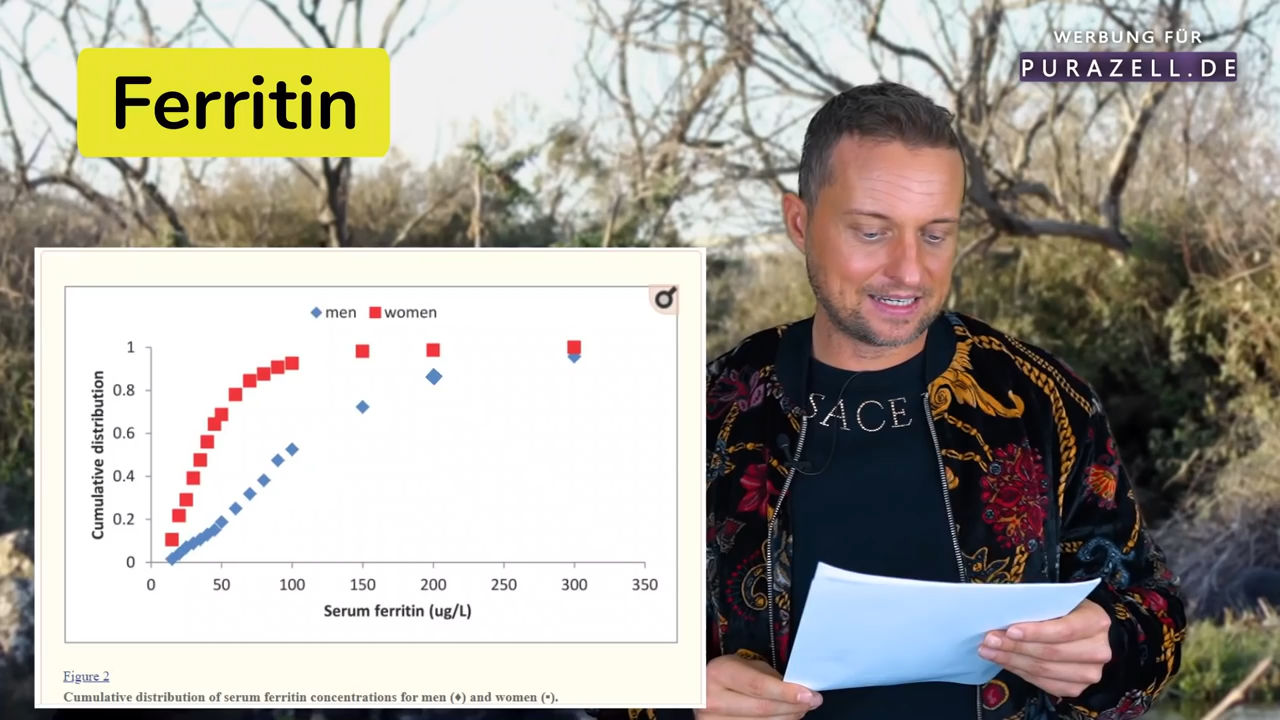 WERBUNG FÜR
PURAZELL.DE
Ferritin
men women
1
0.8
0.6
0.4
0.2
0
Cumulative distribution
0 50 100 150 200 250 300 350
Serum ferritin (ug/L)
Figure 2
Cumulative distribution of serum ferritin concentrations for men (♦) and women (▪).
SACE